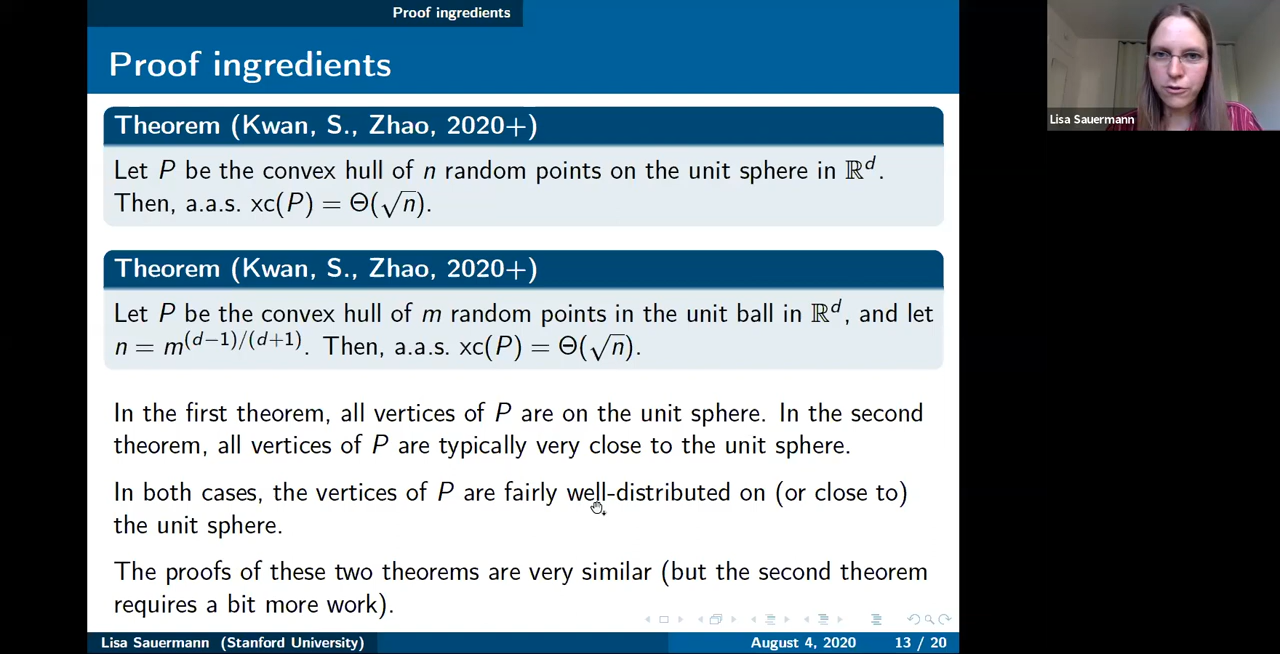 Proof ingredients
Proof ingredients
Theorem (Kwan, S., Zhao, 2020+)
Let P be the convex hull of n random points on the unit sphere in ℝ^d.
Then, a.a.s. xc(P) = Θ(√n).
Theorem (Kwan, S., Zhao, 2020+)
Let P be the convex hull of m random points in the unit ball in ℝ^d, and let
n = m^{(d−1)/(d+1)}. Then, a.a.s. xc(P) = Θ(√n).
In the first theorem, all vertices of P are on the unit sphere. In the second
theorem, all vertices of P are typically very close to the unit sphere.
In both cases, the vertices of P are fairly well-distributed on (or close to)
the unit sphere.
The proofs of these two theorems are very similar (but the second theorem
requires a bit more work).
Lisa Sauermann (Stanford University)
August 4, 2020
13 / 20
Lisa Sauermann